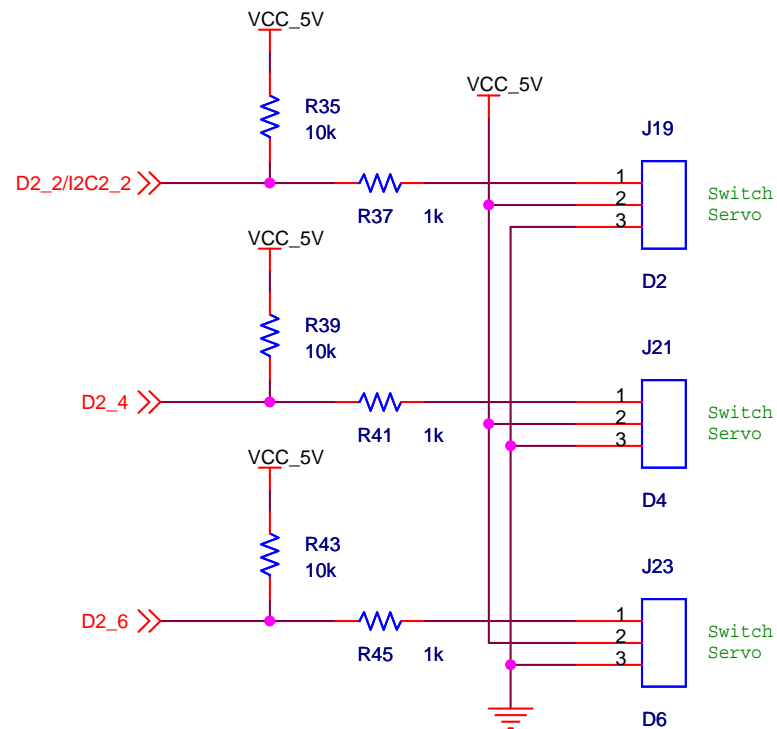 VCC_5V
R35
10k
VCC_5V
J19
D2_2/I2C2_2
R37 1k
1
2
3
Switch
Servo
D2
VCC_5V
R39
10k
J21
D2_4
R41 1k
1
2
3
Switch
Servo
D4
VCC_5V
R43
10k
J23
D2_6
R45 1k
1
2
3
Switch
Servo
D6